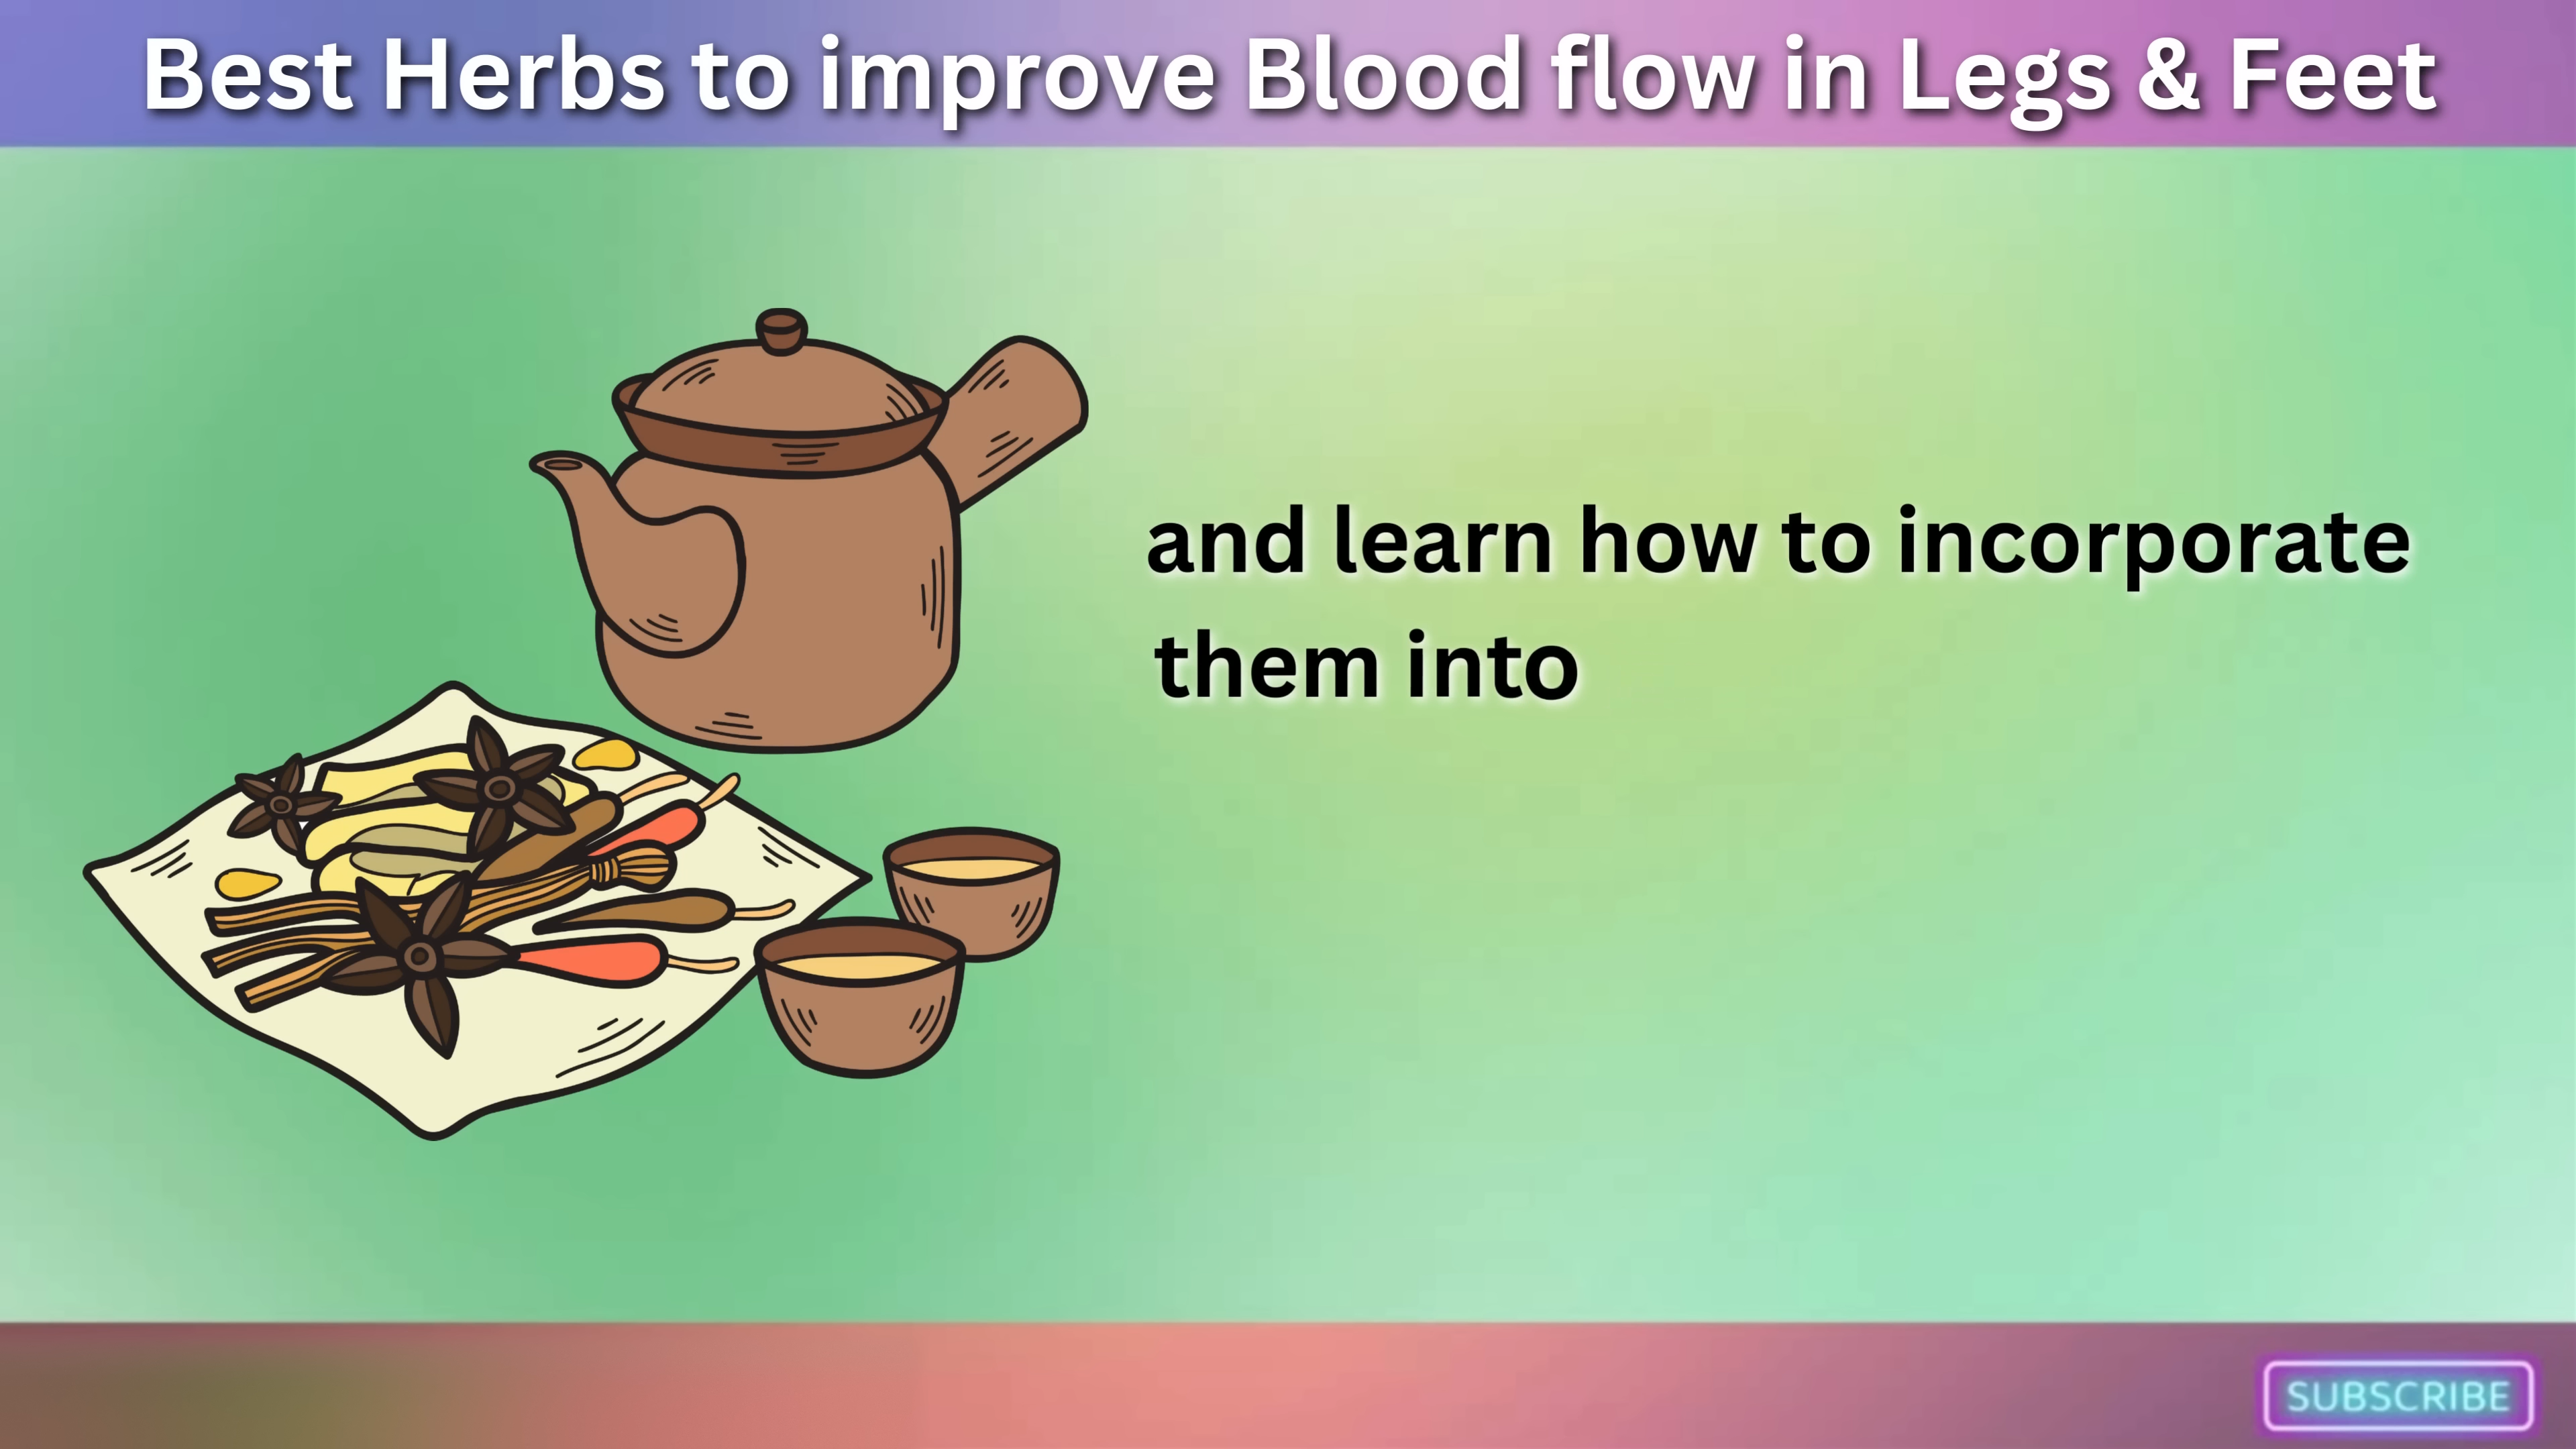 Best Herbs to improve Blood flow in Legs & Feet
and learn how to incorporate
them into
SUBSCRIBE